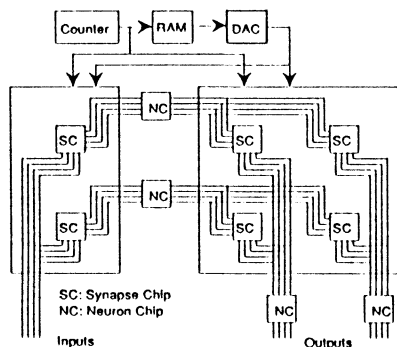 Counter RAM DAC
NC
SC SC SC
NC
SC SC SC
SC: Synapse Chip
NC: Neuron Chip
NC NC
Inputs Outputs